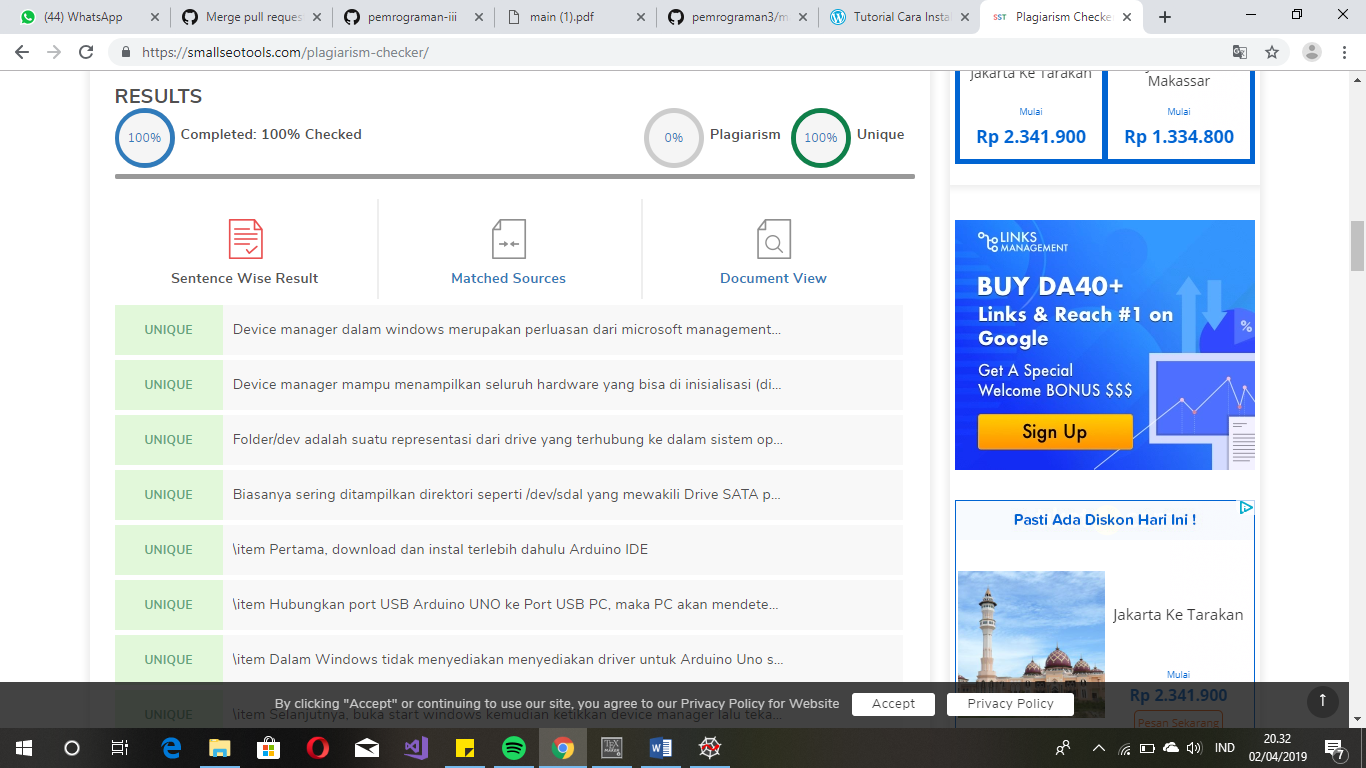 (44) WhatsApp
Merge pull reques
pemrograman-iii
main (1).pdf
pemrograman3/m
Tutorial Cara Insta
SST Plagiarism Checke
https://smallseotools.com/plagiarism-checker/
RESULTS
100% Completed: 100% Checked
0% Plagiarism
100% Unique
Sentence Wise Result
Matched Sources
Document View
UNIQUE Device manager dalam windows merupakan perluasan dari microsoft management...
UNIQUE Device manager mampu menampilkan seluruh hardware yang bisa di inisialisasi (di...
UNIQUE Folder/dev adalah suatu representasi dari drive yang terhubung ke dalam sistem op...
UNIQUE Biasanya sering ditampilkan direktori seperti /dev/sdal yang mewakili Drive SATA p...
UNIQUE \item Pertama, download dan instal terlebih dahulu Arduino IDE
UNIQUE \item Hubungkan port USB Arduino UNO ke Port USB PC, maka PC akan mendete...
UNIQUE \item Dalam Windows tidak menyediakan menyediakan driver untuk Arduino Uno s...
UNIQUE \item Selanjutnya, buka start windows kemudian ketikkan device manager lalu teka...
Jakarta Ke Tarakan
Mulai
Rp 2.341.900
Makassar
Mulai
Rp 1.334.800
LINKS
MANAGEMENT
BUY DA40+
Links & Reach #1 on
Google
Get A Special
Welcome BONUS $$$
Sign Up
%
Pasti Ada Diskon Hari Ini !
Jakarta Ke Tarakan
Mulai
Rp 2.341.900
Pesan Sekarang
By clicking "Accept" or continuing to use our site, you agree to our Privacy Policy for Website
Accept
Privacy Policy
TEX
MAKER
IND
20.32
02/04/2019
7